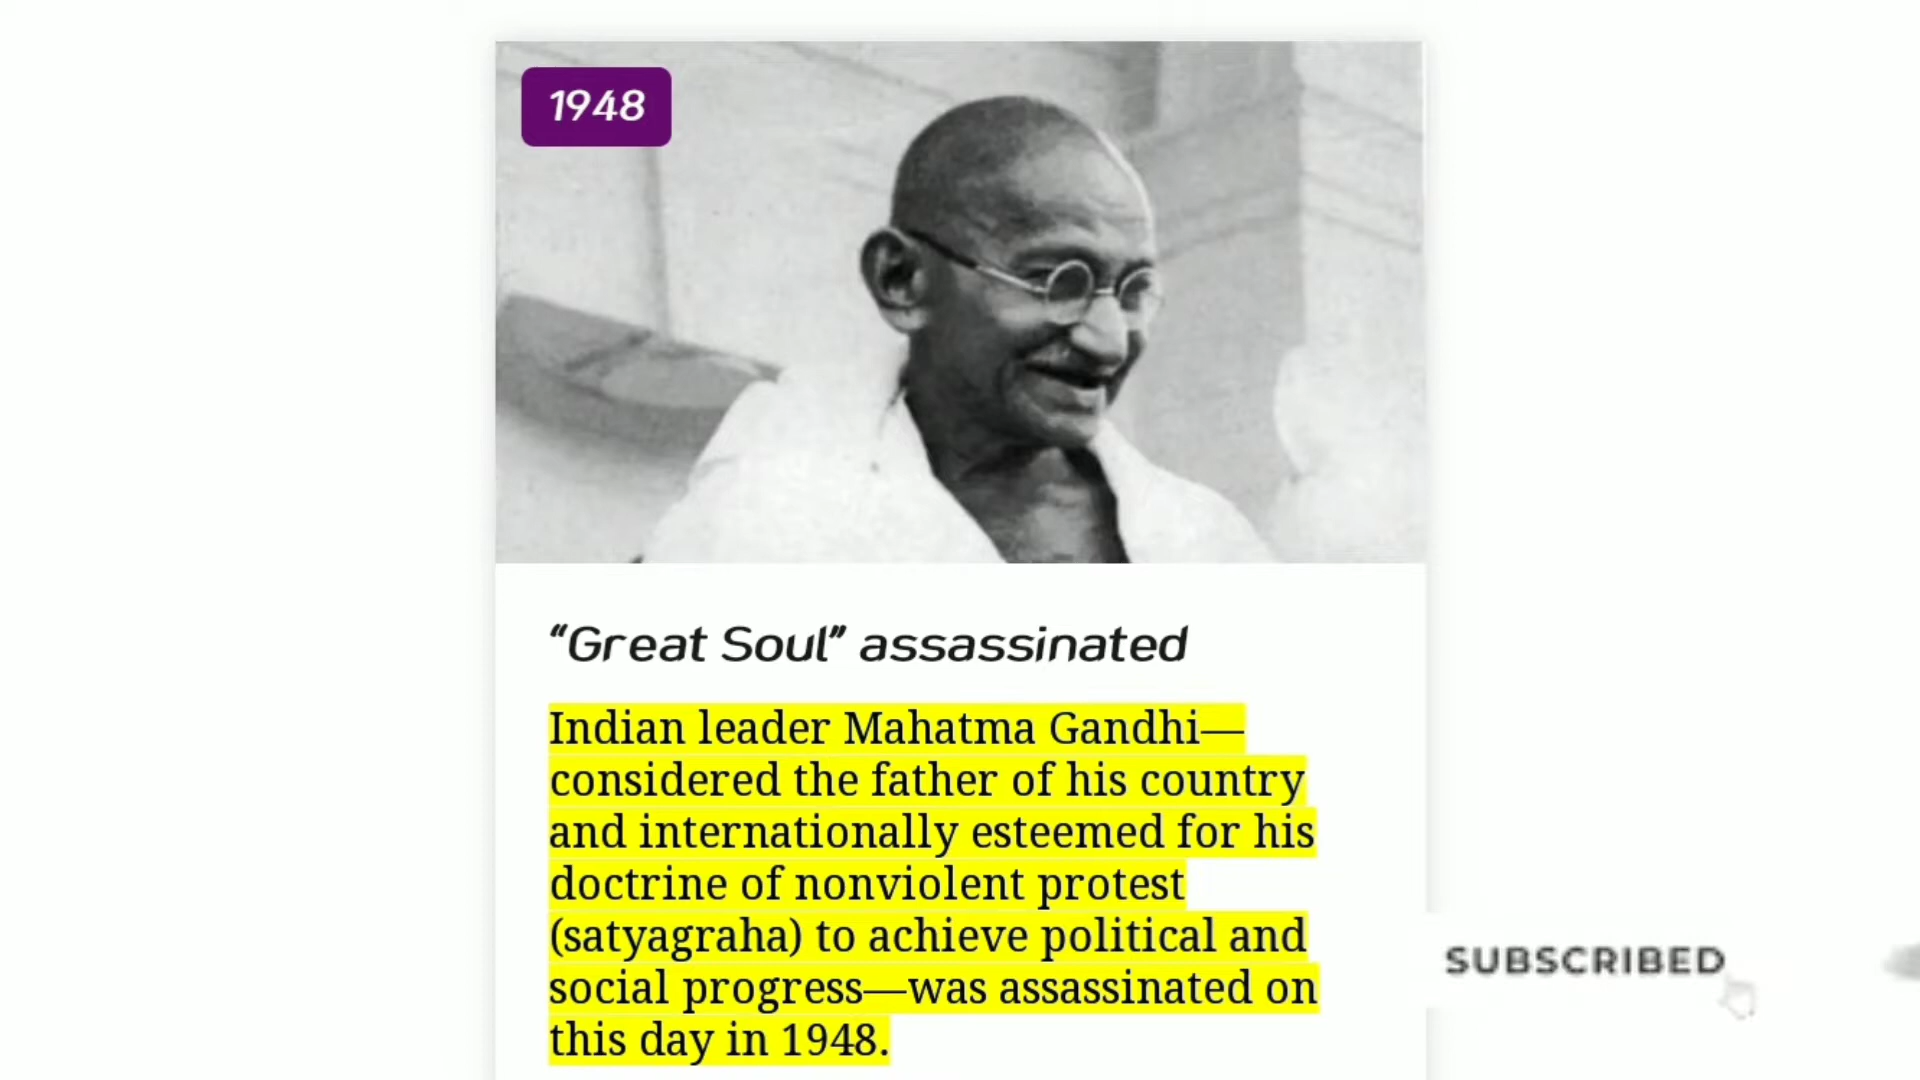 1948
“Great Soul” assassinated
Indian leader Mahatma Gandhi—
considered the father of his country
and internationally esteemed for his
doctrine of nonviolent protest
(satyagraha) to achieve political and
social progress—was assassinated on
this day in 1948.
SUBSCRIBED